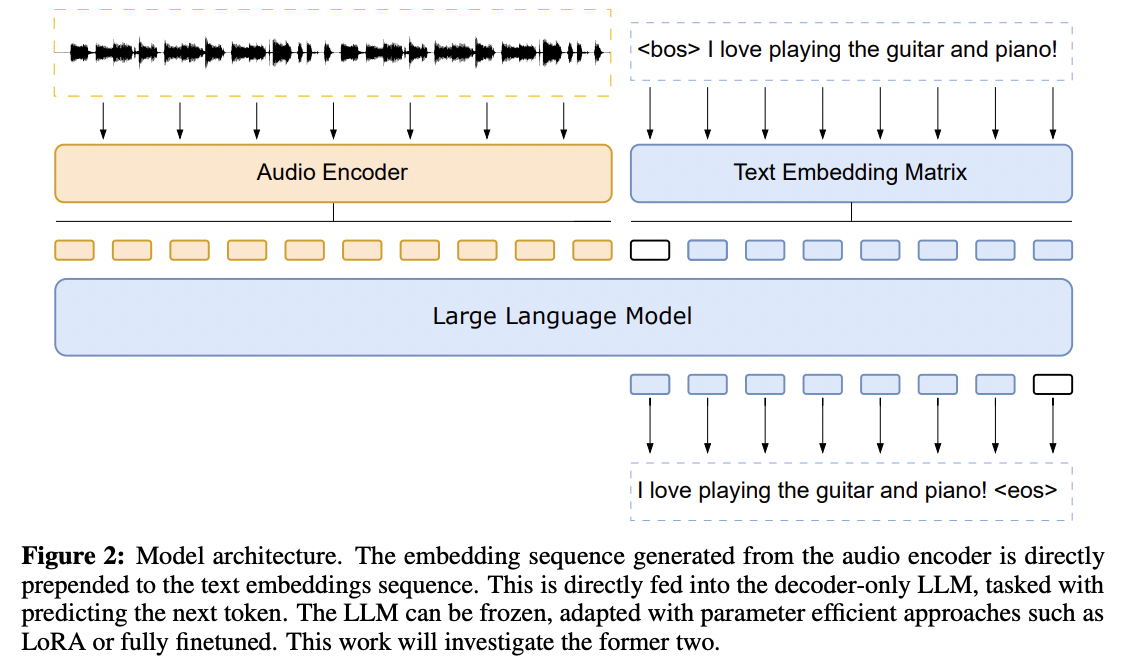 <bos> I love playing the guitar and piano!
Audio Encoder
Text Embedding Matrix
Large Language Model
I love playing the guitar and piano! <eos>
Figure 2: Model architecture. The embedding sequence generated from the audio encoder is directly
prepended to the text embeddings sequence. This is directly fed into the decoder-only LLM, tasked with
predicting the next token. The LLM can be frozen, adapted with parameter efficient approaches such as
LoRA or fully finetuned. This work will investigate the former two.